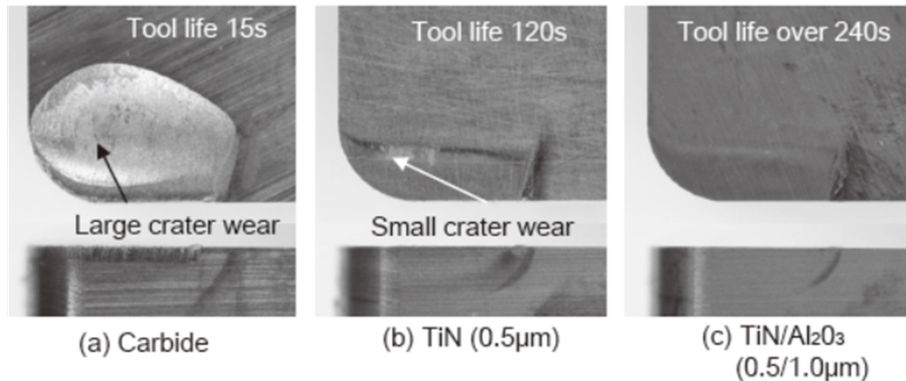 Tool life 15s
Tool life 120s
Tool life over 240s
Large crater wear
Small crater wear
(a) Carbide
(b) TiN (0.5μm)
(c) TiN/Al₂0₃
(0.5/1.0μm)